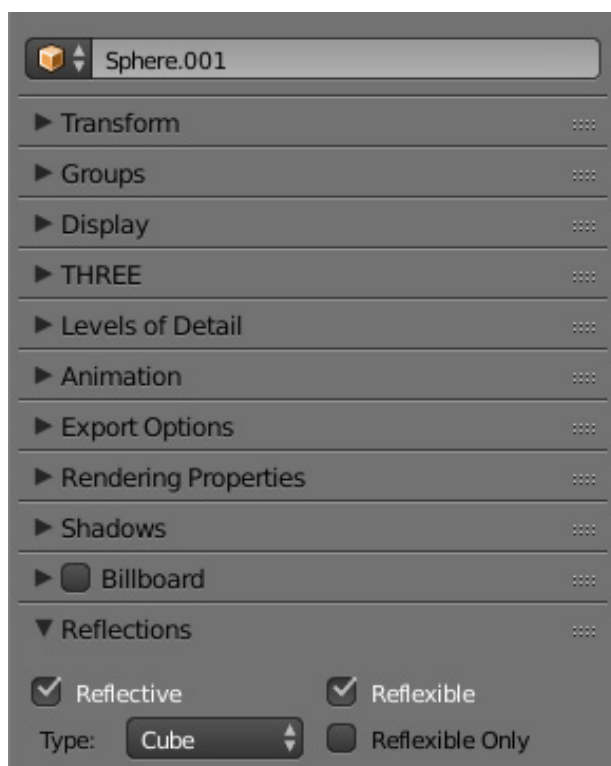 Sphere.001
Transform
Groups
Display
THREE
Levels of Detail
Animation
Export Options
Rendering Properties
Shadows
Billboard
Reflections
Reflective Reflexible
Type: Cube Reflexible Only